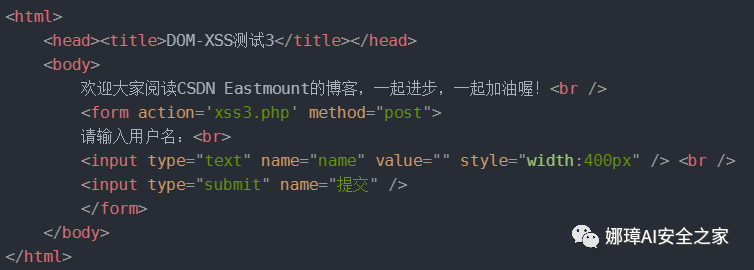 <html>
<head><title>DOM-XSS测试3</title></head>
<body>
欢迎大家阅读CSDN Eastmount的博客，一起进步，一起加油喔！<br />
<form action='xss3.php' method="post">
请输入用户名：<br>
<input type="text" name="name" value="" style="width:400px" /> <br />
<input type="submit" name="提交" />
</form>
</body>
</html>
娜璋AI安全之家